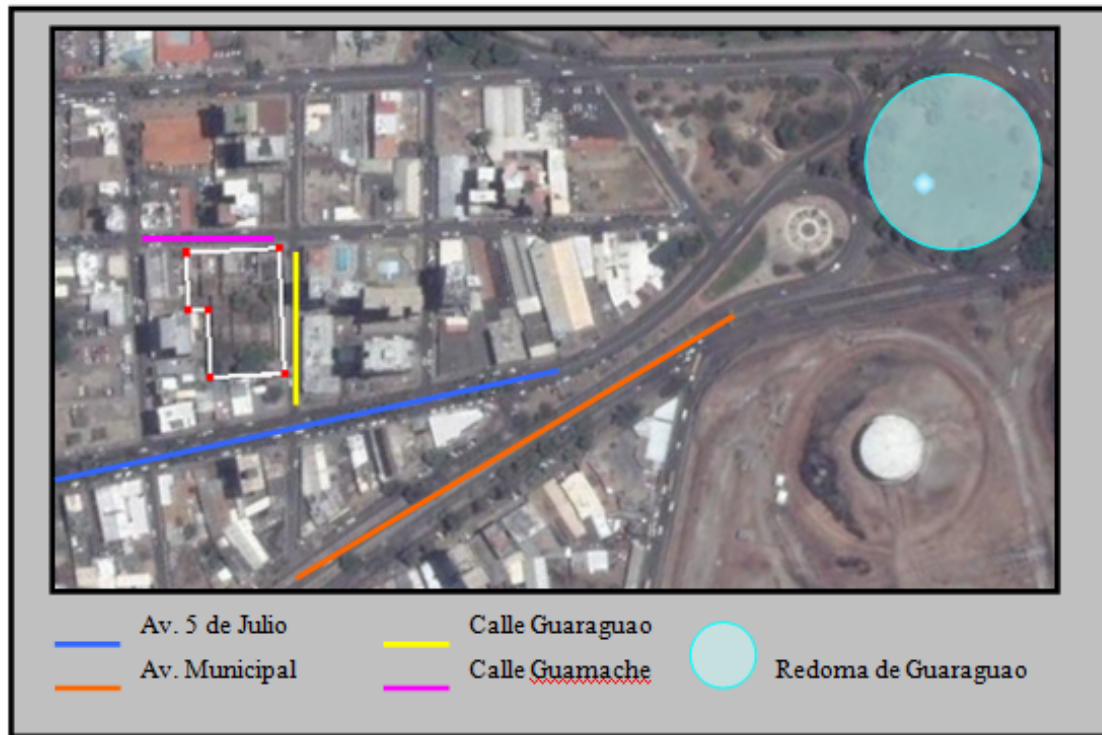 Av. 5 de Julio
Av. Municipal
Calle Guaraguao
Calle Guamache
Redoma de Guaraguao